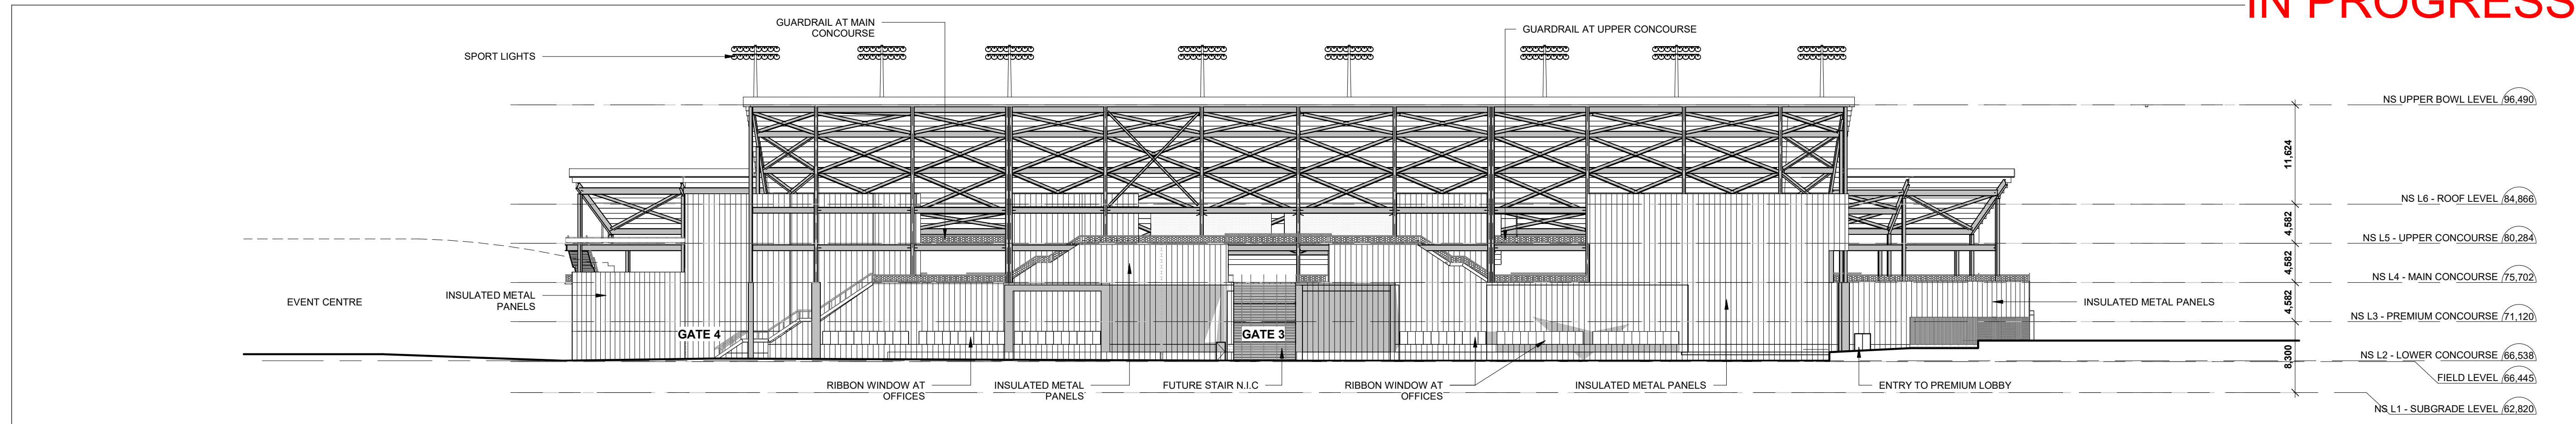 IN PROGRESS
GUARDRAIL AT MAIN
CONCOURSE
GUARDRAIL AT UPPER CONCOURSE
SPORT LIGHTS
NS UPPER BOWL LEVEL 96,490
11,624
NS L6 - ROOF LEVEL 84,866
4,582
NS L5 - UPPER CONCOURSE 80,284
4,582
NS L4 - MAIN CONCOURSE 75,702
EVENT CENTRE
INSULATED METAL
PANELS
INSULATED METAL PANELS
4,582
NS L3 - PREMIUM CONCOURSE 71,120
GATE 4
GATE 3
8,300
NS L2 - LOWER CONCOURSE 66,538
FIELD LEVEL 66,445
RIBBON WINDOW AT
OFFICES
INSULATED METAL
PANELS
FUTURE STAIR N.I.C
RIBBON WINDOW AT
OFFICES
INSULATED METAL PANELS
ENTRY TO PREMIUM LOBBY
NS L1 - SUBGRADE LEVEL 62,820